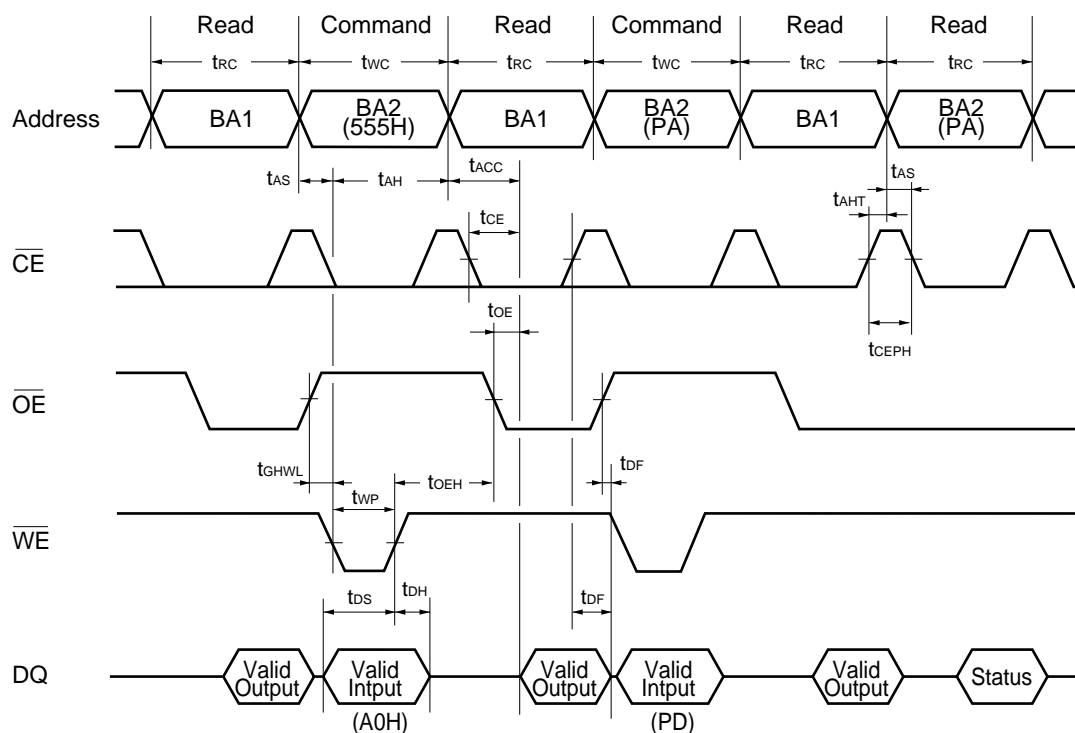 Read Command Read Command Read Read
tRC tWC tRC tWC tRC tRC
Address BA1 BA2 (555H) BA1 BA2 (PA) BA1 BA2 (PA)
tAS tAH tACC tAS
tAHT
tCE
CE
tOE
tCEPH
OE
tGHWL tDF
tWP tOEH
WE
tDS tDH tDF
DQ Valid Output Valid Intput Valid Output Valid Intput Valid Output Status
(A0H) (PD)